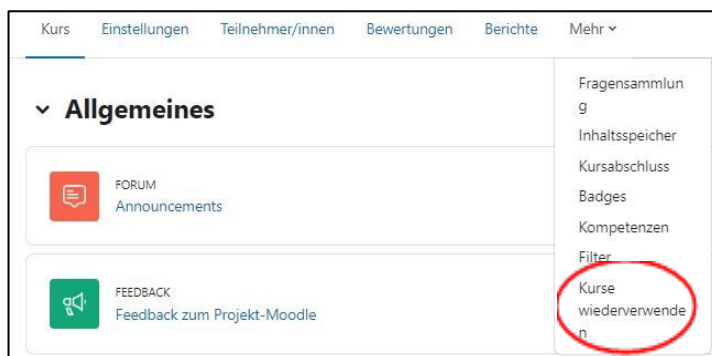 Kurs Einstellungen Teilnehmer/innen Bewertungen Berichte Mehr
Allgemeines
FORUM
Announcements
FEEDBACK
Feedback zum Projekt-Moodle
Fragensammlun
g
Inhaltsspeicher
Kursabschluss
Badges
Kompetenzen
Filter
Kurse
wiederverwende
n